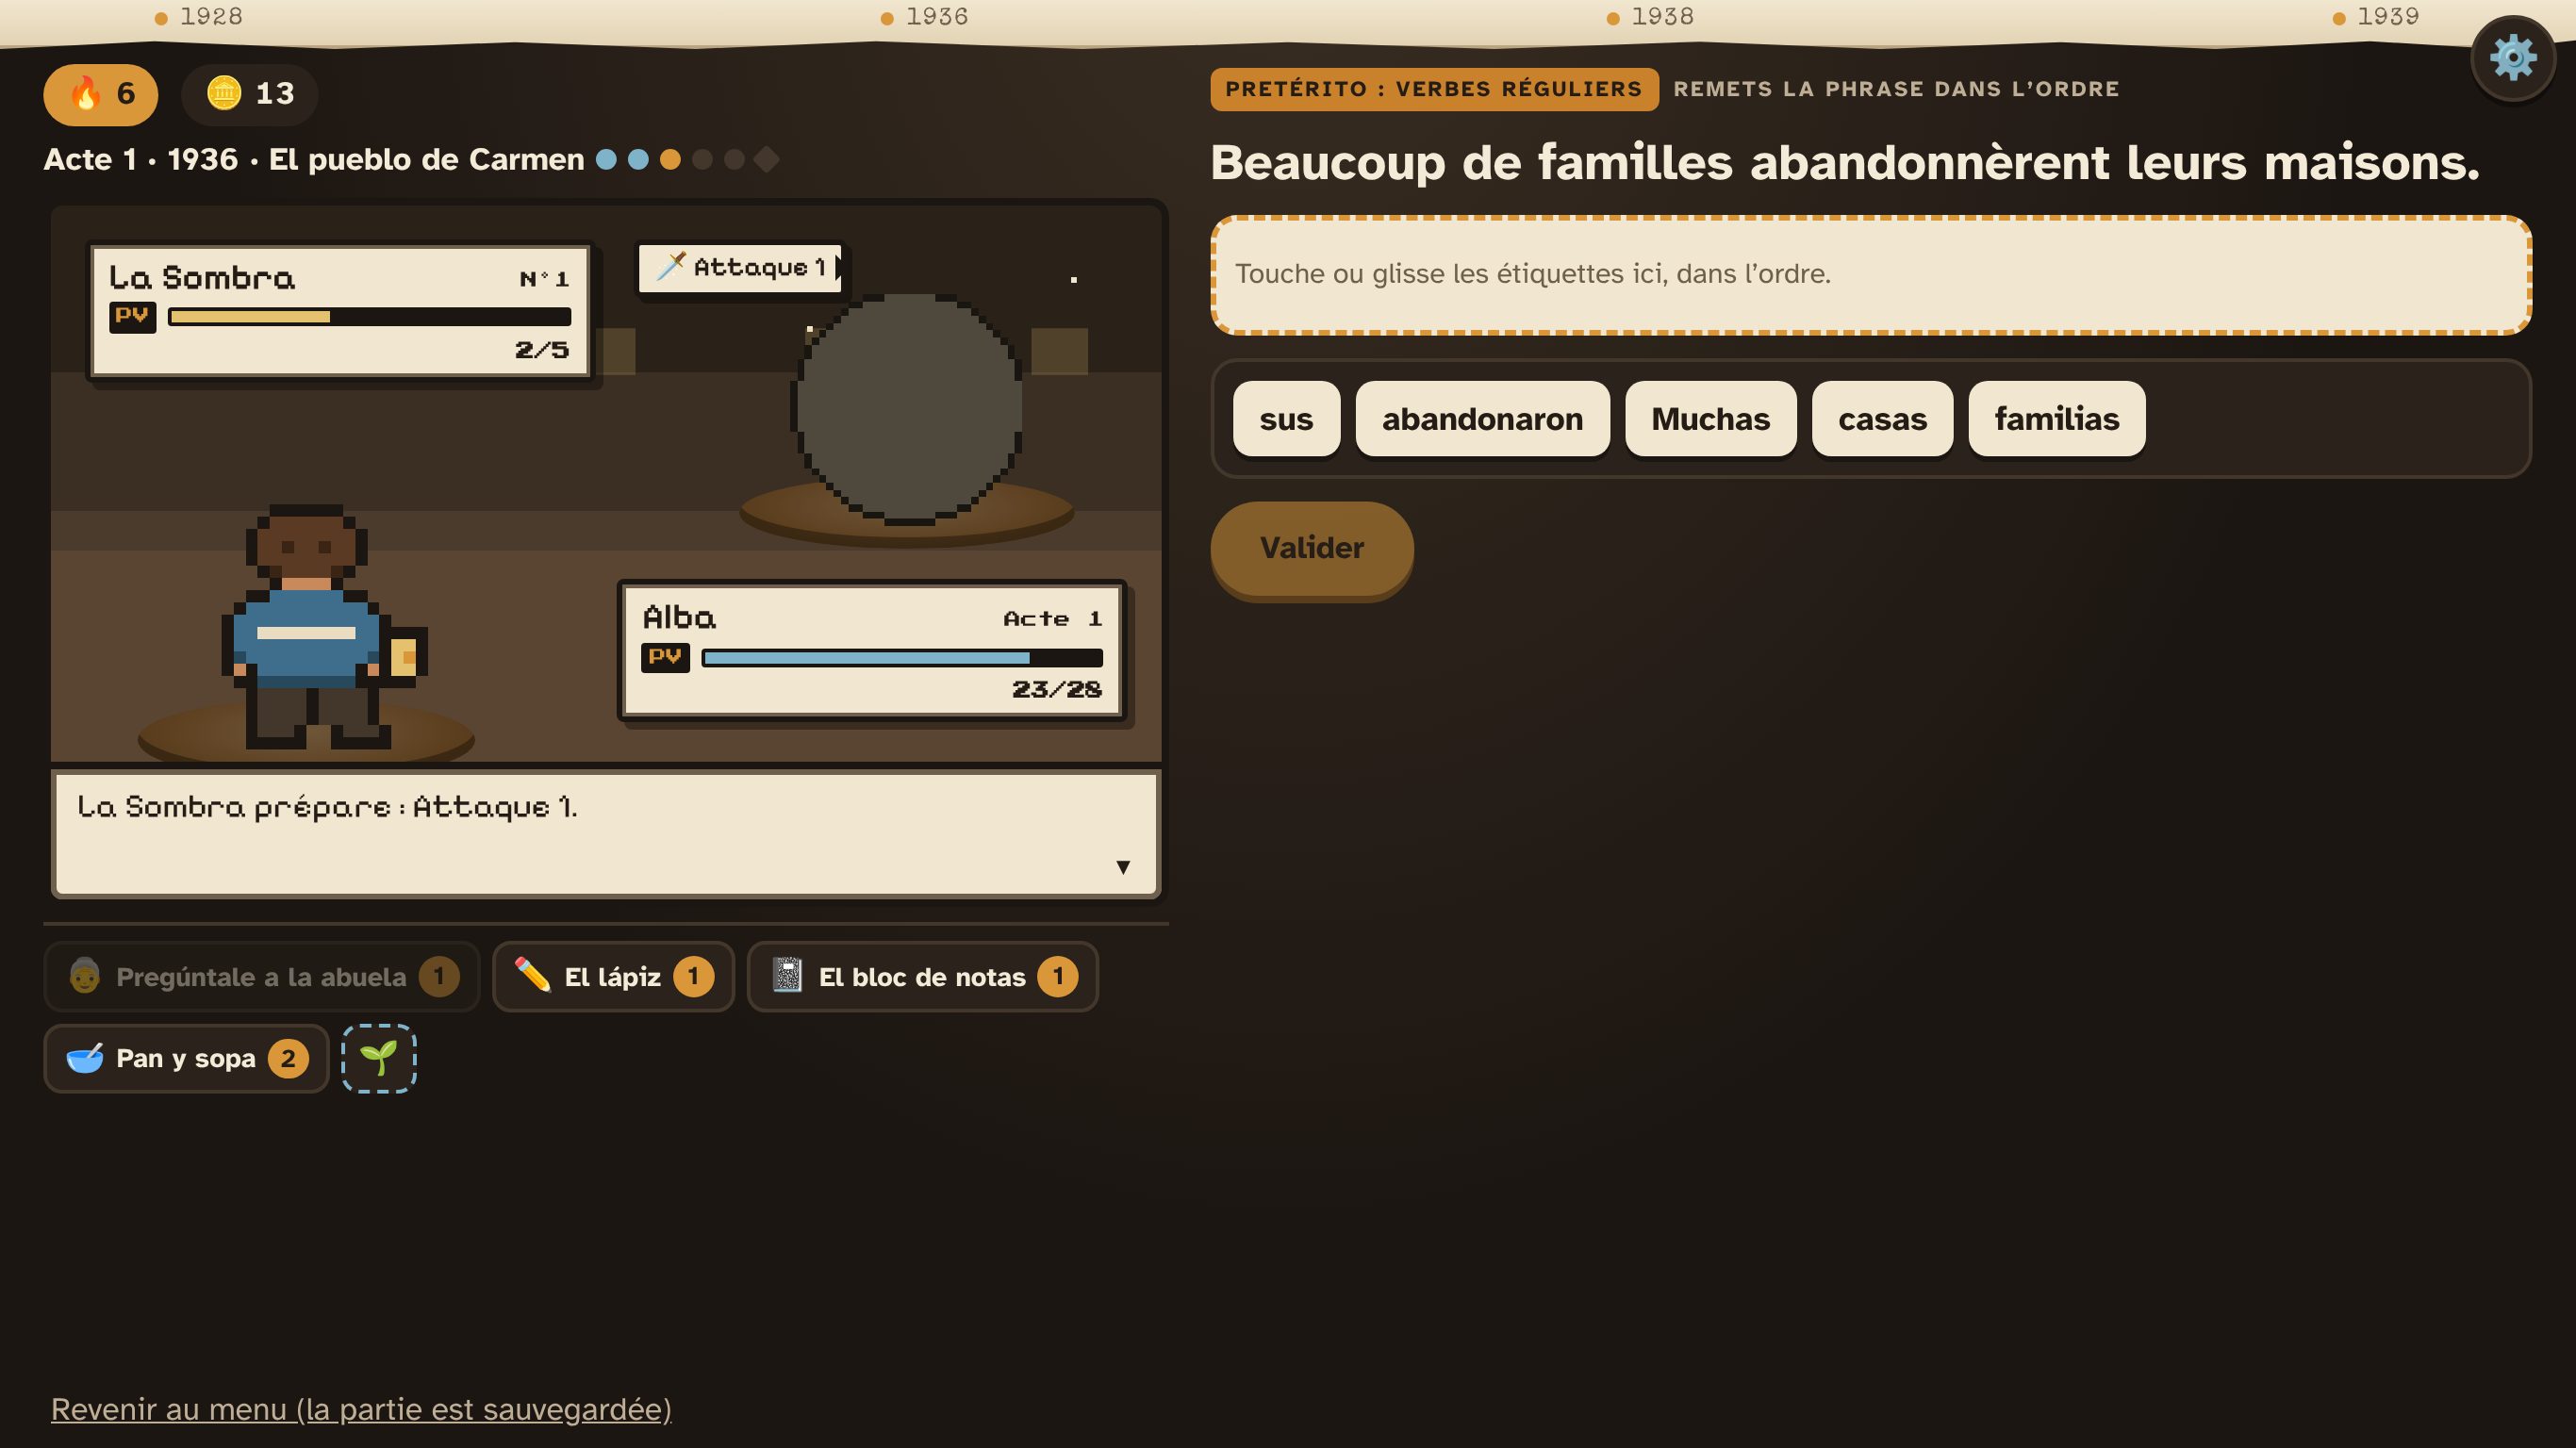 1928
1936
1938
1939
6
13
Acte 1 · 1936 · El pueblo de Carmen
La Sombra
N°1
PV
2/5
Attaque 1
Alba
Acte 1
PV
23/28
La Sombra prépare : Attaque 1.
Pregúntale a la abuela 1
El lápiz 1
El bloc de notas 1
Pan y sopa 2
Revenir au menu (la partie est sauvegardée)
PRETÉRITO : VERBES RÉGULIERS
REMETS LA PHRASE DANS L’ORDRE
Beaucoup de familles abandonnèrent leurs maisons.
Touche ou glisse les étiquettes ici, dans l’ordre.
sus abandonaron Muchas casas familias
Valider